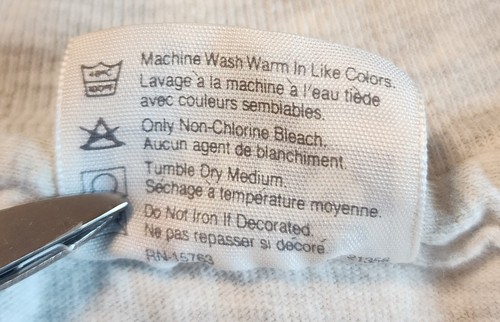 Machine Wash Warm In Like Colors.
Lavage à la machine à l'eau tiède
avec couleurs semblables.
Only Non-Chlorine Bleach.
Aucun agent de blanchiment.
Tumble Dry Medium.
Séchage à température moyenne.
Do Not Iron If Decorated.
Ne pas repasser si décoré.
RN-15763